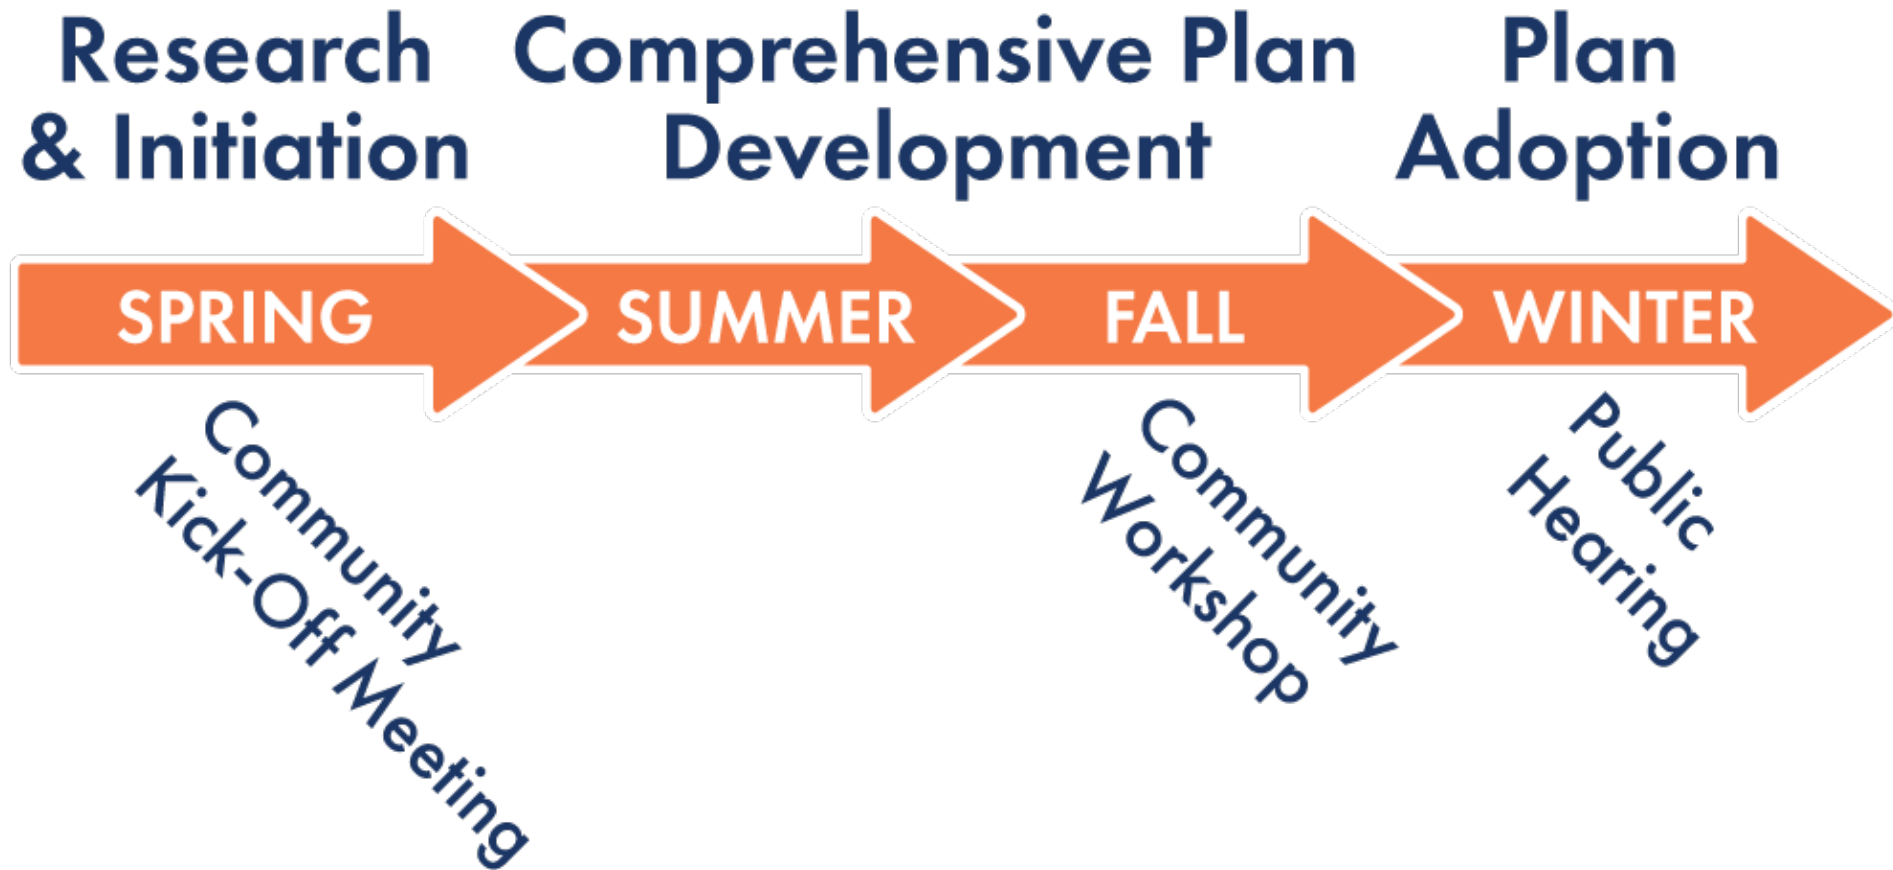 Research
& Initiation
Comprehensive Plan
Development
Plan
Adoption
SPRING
SUMMER
FALL
WINTER
Community
Kick-Off Meeting
Community
Workshop
Public
Hearing